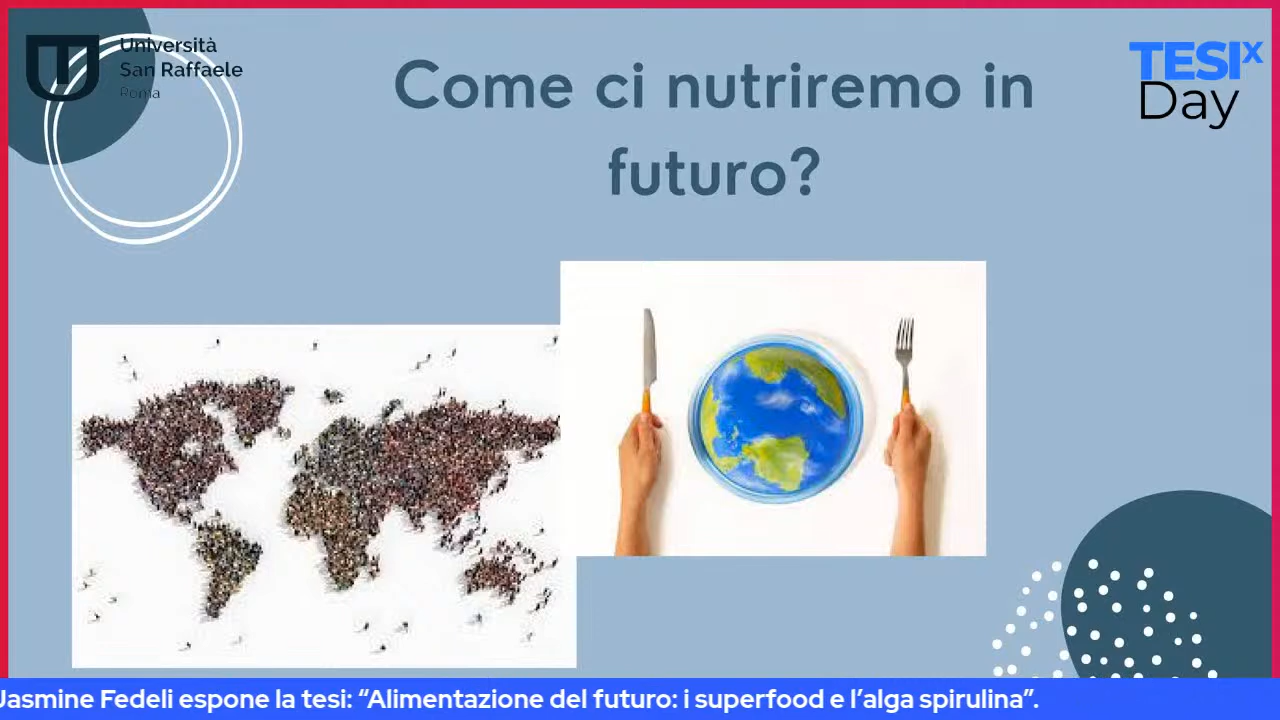 Università
San Raffaele
Roma
TESIX
Day
Come ci nutriremo in
futuro?
Jasmine Fedeli espone la tesi: “Alimentazione del futuro: i superfood e l’alga spirulina”.